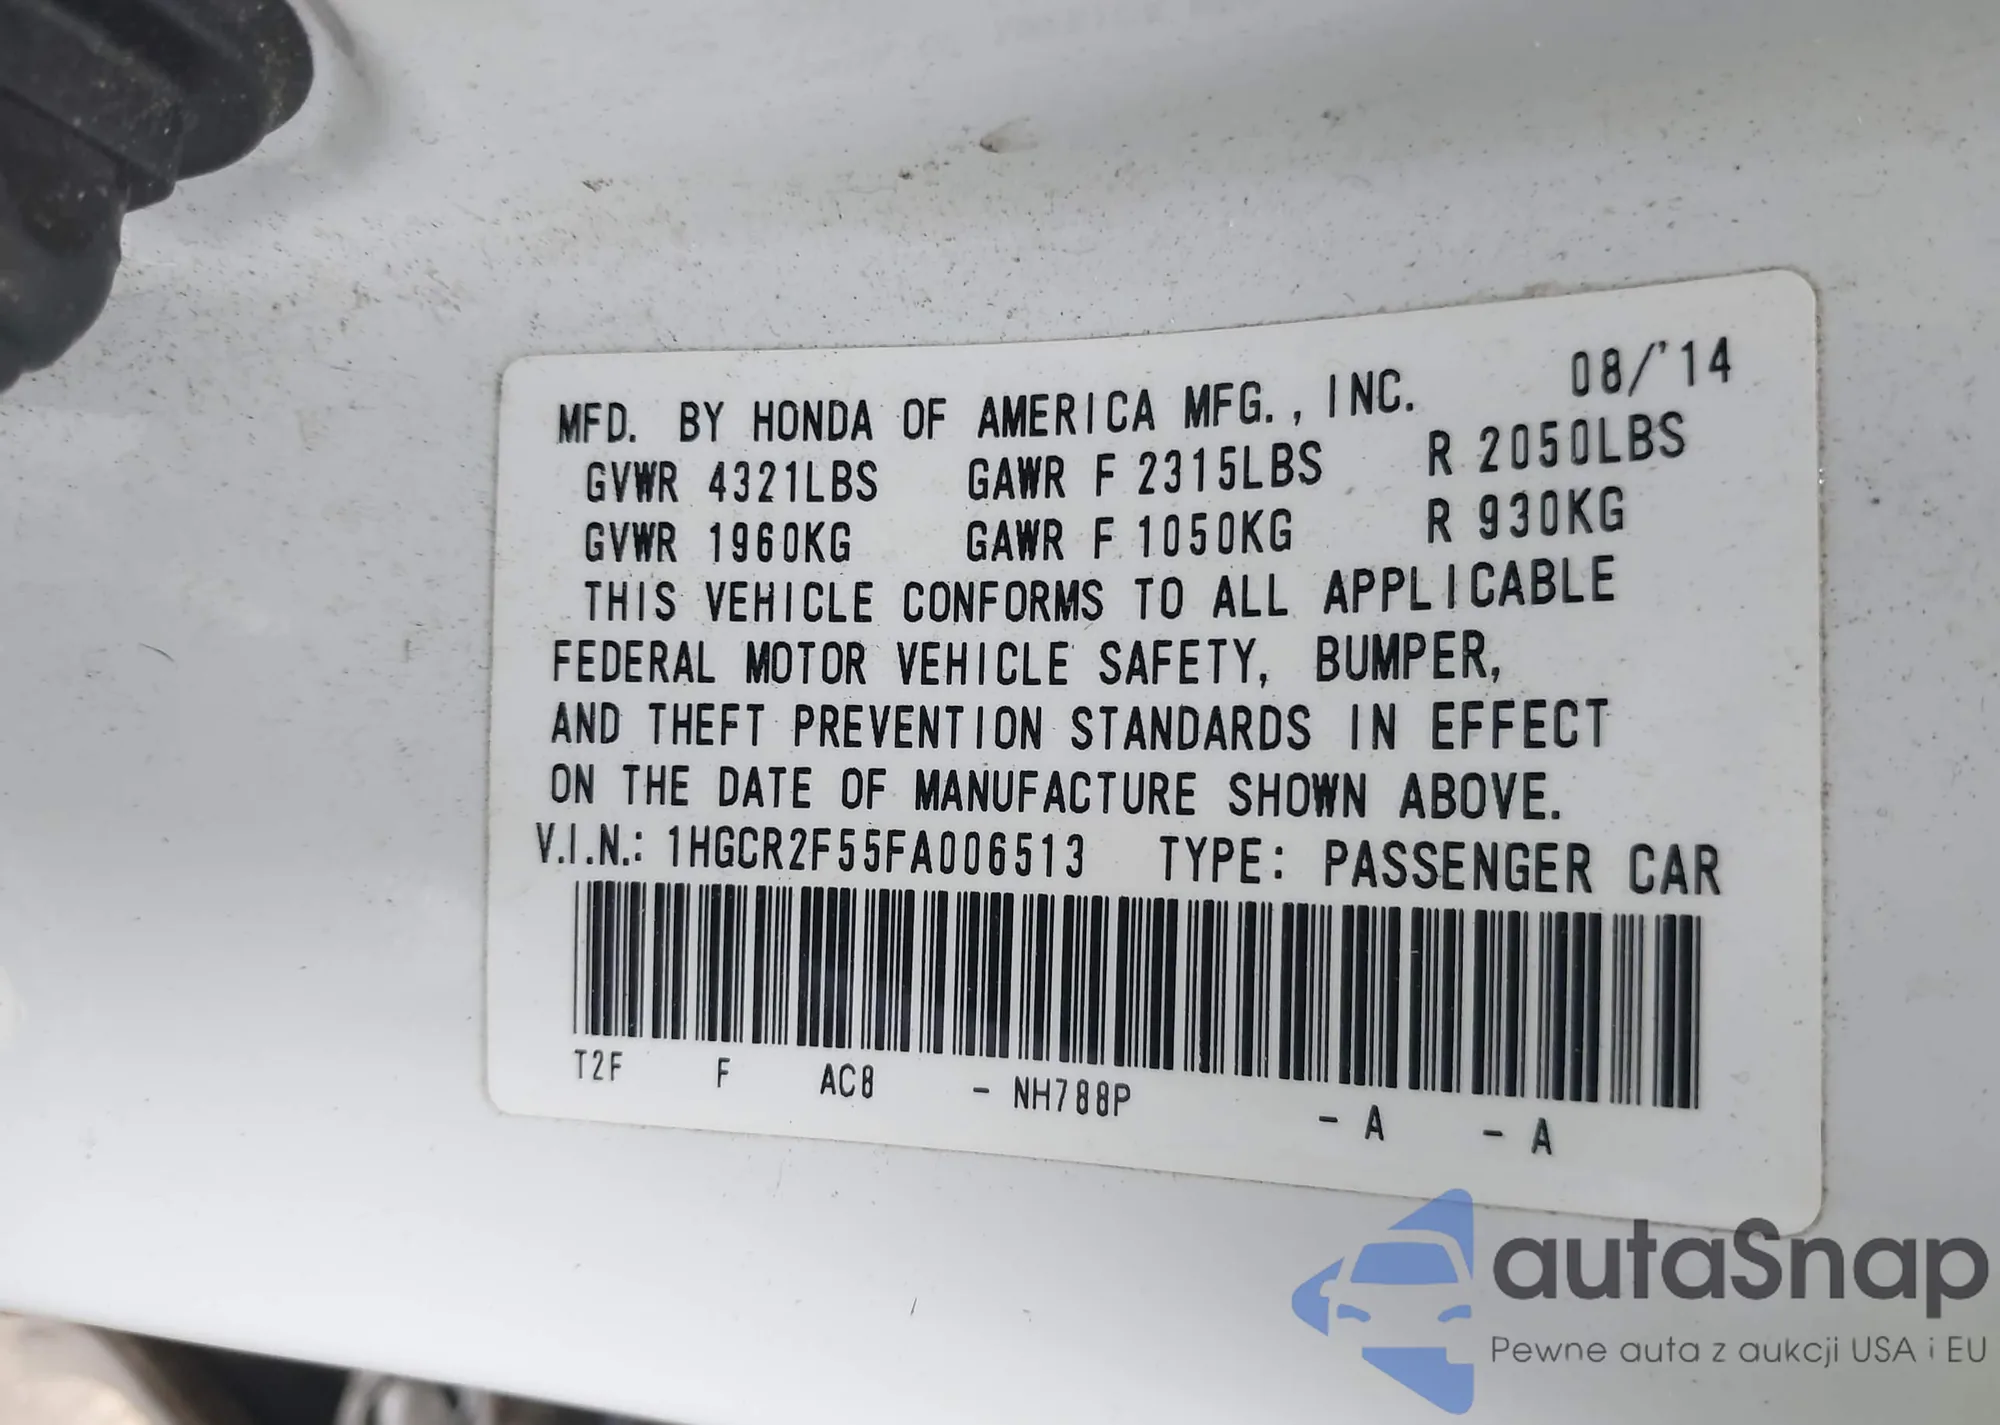 MFD. BY HONDA OF AMERICA MFG., INC. 08/'14
GVWR 4321LBS GAWR F 2315LBS R 2050LBS
GVWR 1960KG GAWR F 1050KG R 930KG
THIS VEHICLE CONFORMS TO ALL APPLICABLE
FEDERAL MOTOR VEHICLE SAFETY, BUMPER,
AND THEFT PREVENTION STANDARDS IN EFFECT
ON THE DATE OF MANUFACTURE SHOWN ABOVE.
V.I.N.: 1HGCR2F55FA006513 TYPE: PASSENGER CAR
T2F F AC8 - NH788P - A - A
autaSnap
Pewne auta z aukcji USA i EU